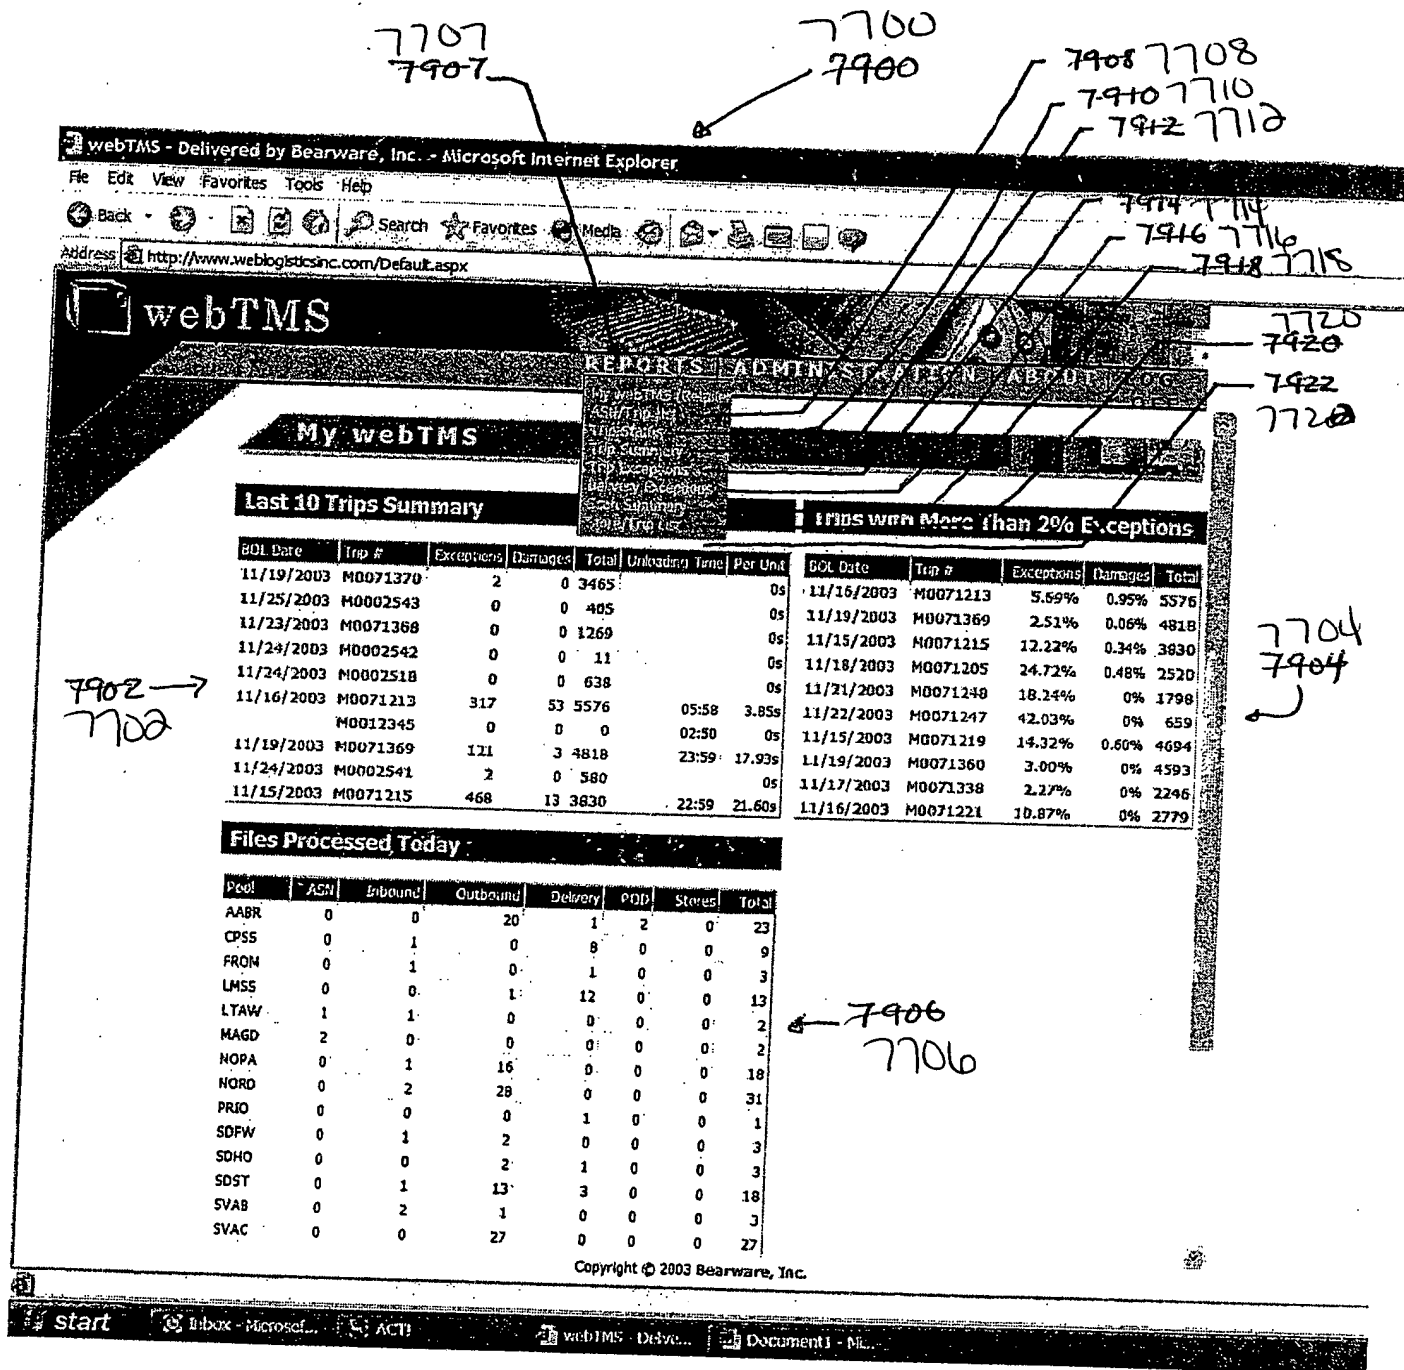 7707
7907
7700
7900
7908 7708
7910 7710
7912 7712
webTMS - Delivered by Bearware, Inc. - Microsoft Internet Explorer
File Edit View Favorites Tools Help
7914 7714
Back Search Favorites Media
7916 7716
Address http://www.weblogisticsinc.com/Default.aspx
7918 7718
webTMS
7720
7920
REPORTS | ADMINISTRATION ABOUT LOG
7922
7722
My webTMS
Trip Summary
Trip Exceptions
Delivery Exceptions
Last 10 Trips Summary
Trips with More Than 2% Exceptions
BOL Date Trip # Exceptions Damages Total Unloading Time Per Unit
11/19/2003 M0071370 2 0 3465 0s
11/25/2003 M0002543 0 0 405 0s
11/23/2003 M0071368 0 0 1269 0s
11/24/2003 M0002542 0 0 11 0s
11/24/2003 M0002518 0 0 638 0s
11/16/2003 M0071213 317 53 5576 05:58 3.85s
M0012345 0 0 0 02:50 0s
11/19/2003 M0071369 121 3 4818 23:59 17.93s
11/24/2003 M0002541 2 0 580 0s
11/15/2003 M0071215 468 13 3830 22:59 21.60s
BOL Date Trip # Exceptions Damages Total
11/16/2003 M0071213 5.69% 0.95% 5576
11/19/2003 M0071369 2.51% 0.06% 4818
11/15/2003 M0071215 12.22% 0.34% 3830
11/18/2003 M0071205 24.72% 0.48% 2520
11/21/2003 M0071248 18.24% 0% 1798
11/22/2003 M0071247 42.03% 0% 659
11/15/2003 M0071219 14.32% 0.60% 4694
11/19/2003 M0071360 3.00% 0% 4593
11/17/2003 M0071338 2.27% 0% 2246
11/16/2003 M0071221 10.87% 0% 2779
7704
7904
7902
7702
Files Processed Today
Pool ASN Inbound Outbound Delivery POD Stores Total
AABR 0 0 20 1 2 0 23
CPSS 0 1 0 8 0 0 9
FROM 0 1 0 1 0 0 3
LMSS 0 0 1 12 0 0 13
LTAW 1 1 0 0 0 0 2
MAGD 2 0 0 0 0 0 2
NOPA 0 1 16 0 0 0 18
NORD 0 2 28 0 0 0 31
PRIO 0 0 0 1 0 0 1
SDFW 0 1 2 0 0 0 3
SDHO 0 0 2 1 0 0 3
SDST 0 1 13 3 0 0 18
SVAB 0 2 1 0 0 0 3
SVAC 0 0 27 0 0 0 27
7906
7706
Copyright © 2003 Bearware, Inc.
start Inbox - Microsof... ACT! webTMS - Delive... Document1 - Mi...